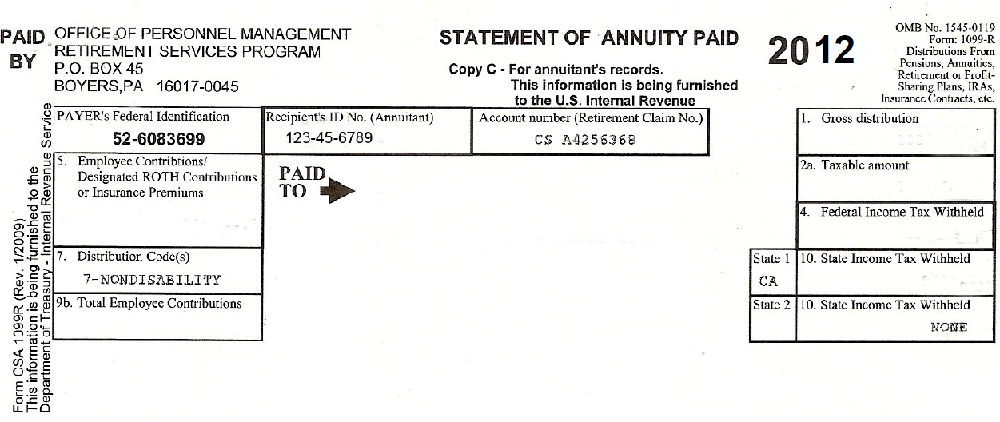 PAID BY
OFFICE OF PERSONNEL MANAGEMENT
RETIREMENT SERVICES PROGRAM
P.O. BOX 45
BOYERS,PA 16017-0045
STATEMENT OF ANNUITY PAID
Copy C - For annuitant's records.
This information is being furnished
to the U.S. Internal Revenue
2012
OMB No. 1545-0119
Form: 1099-R
Distributions From
Pensions, Annuities,
Retirement or Profit-
Sharing Plans, IRAs,
Insurance Contracts, etc.
PAYER's Federal Identification
52-6083699
Recipient's ID No. (Annuitant)
123-45-6789
Account number (Retirement Claim No.)
CS A4256368
1. Gross distribution
2a. Taxable amount
4. Federal Income Tax Withheld
5. Employee Contribtions/
Designated ROTH Contributions
or Insurance Premiums
PAID
TO
7. Distribution Code(s)
7-NONDISABILITY
9b. Total Employee Contributions
State 1
CA
10. State Income Tax Withheld
State 2
10. State Income Tax Withheld
NONE
Form CSA 1099R (Rev. 1/2009)
This information is being furnished to the
Department of Treasury - Internal Revenue Service